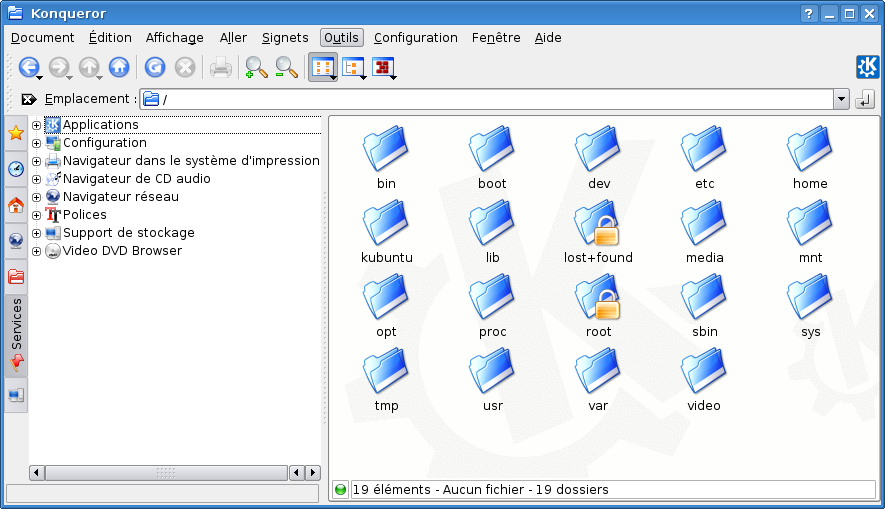 Konqueror
Document Édition Affichage Aller Signets Outils Configuration Fenêtre Aide
Emplacement : /
Applications
Configuration
Navigateur dans le système d'impression
Navigateur de CD audio
Navigateur réseau
Polices
Support de stockage
Video DVD Browser
Services
bin boot dev etc home
kubuntu lib lost+found media mnt
opt proc root sbin sys
tmp usr var video
19 éléments - Aucun fichier - 19 dossiers